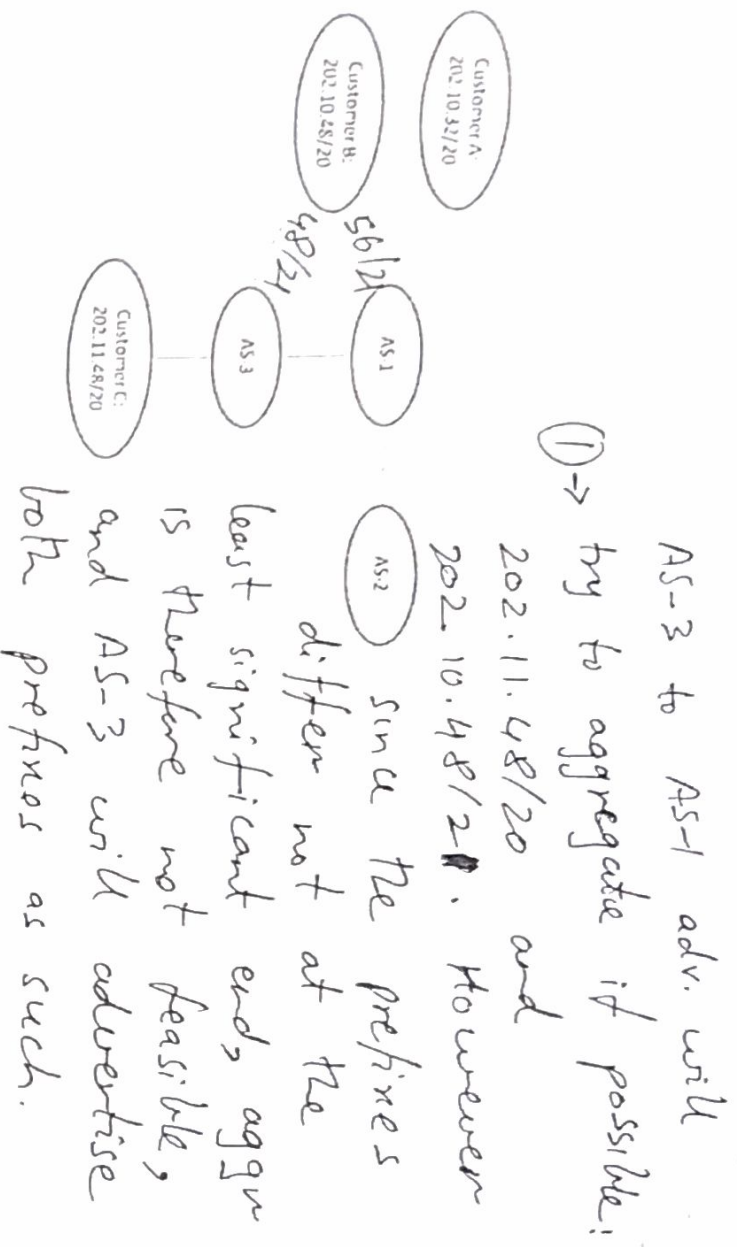 AS-3 to AS-1 adv. will
① → try to aggregate if possible:
202.11.48/20 and
202.10.48/21. However
since the prefixes
differ not at the
least significant end, aggr
is therefore not feasible,
and AS-3 will advertise
both prefixes as such.
Customer A:
202.10.32/20
Customer B:
202.10.48/20
56/21
48/21
AS-1
AS-2
AS-3
Customer C:
202.11.48/20